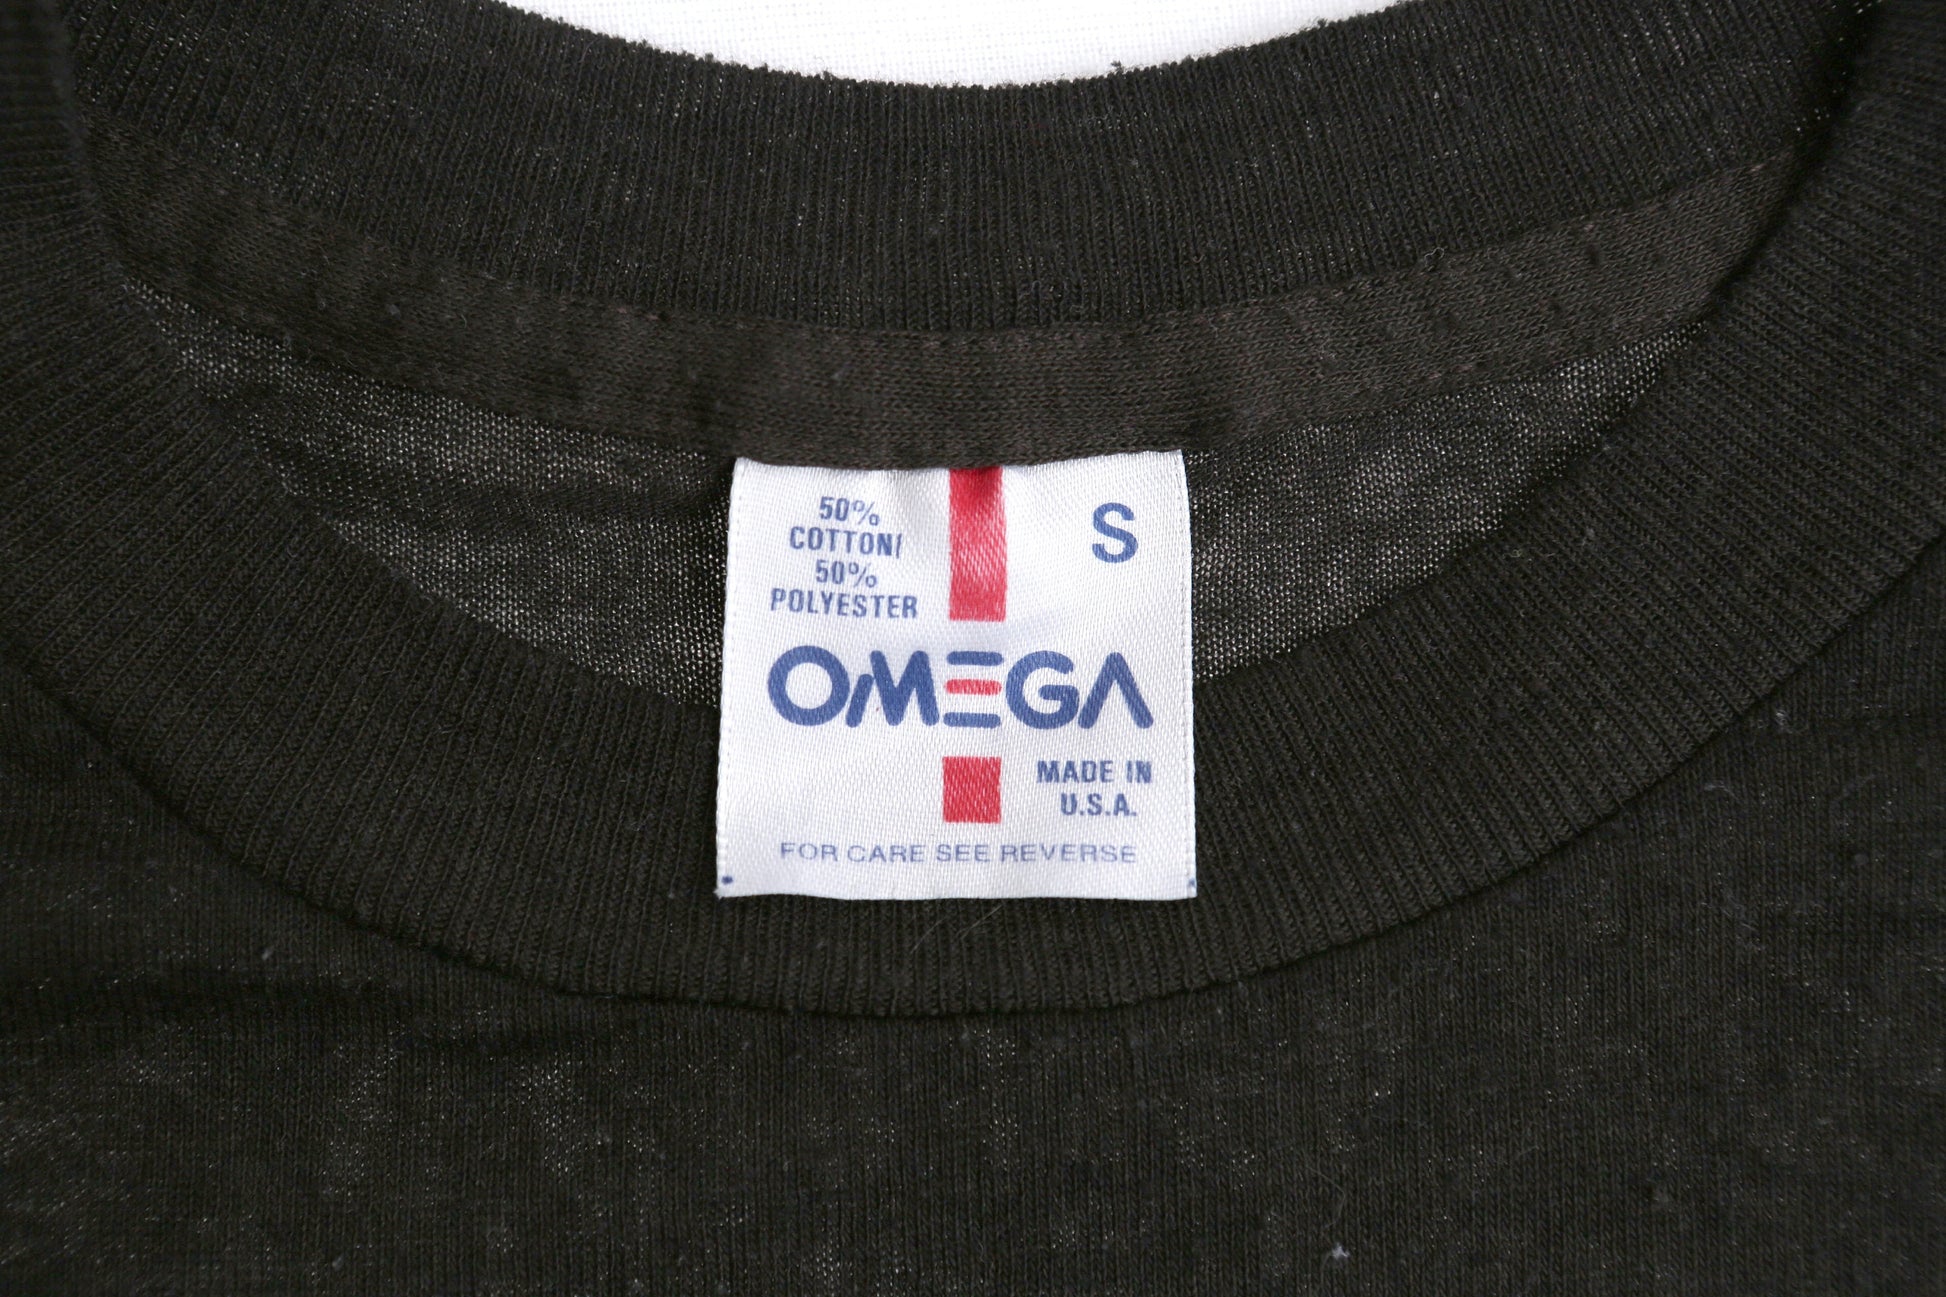 50%
COTTON/
50%
POLYESTER
S
OMEGA
MADE IN
U.S.A.
FOR CARE SEE REVERSE